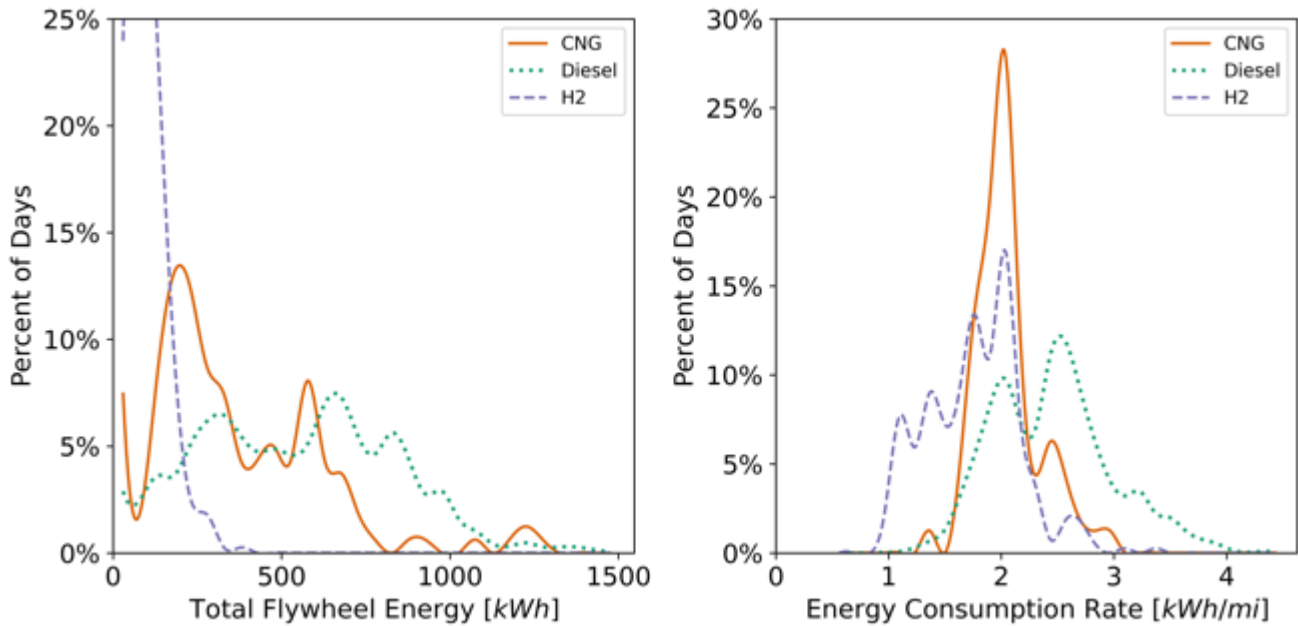 25%
20%
15%
10%
5%
0%
Percent of Days
0
500
1000
1500
Total Flywheel Energy [kWh]
CNG
Diesel
H2
30%
25%
20%
15%
10%
5%
0%
Percent of Days
0
1
2
3
4
Energy Consumption Rate [kWh/mi]
CNG
Diesel
H2